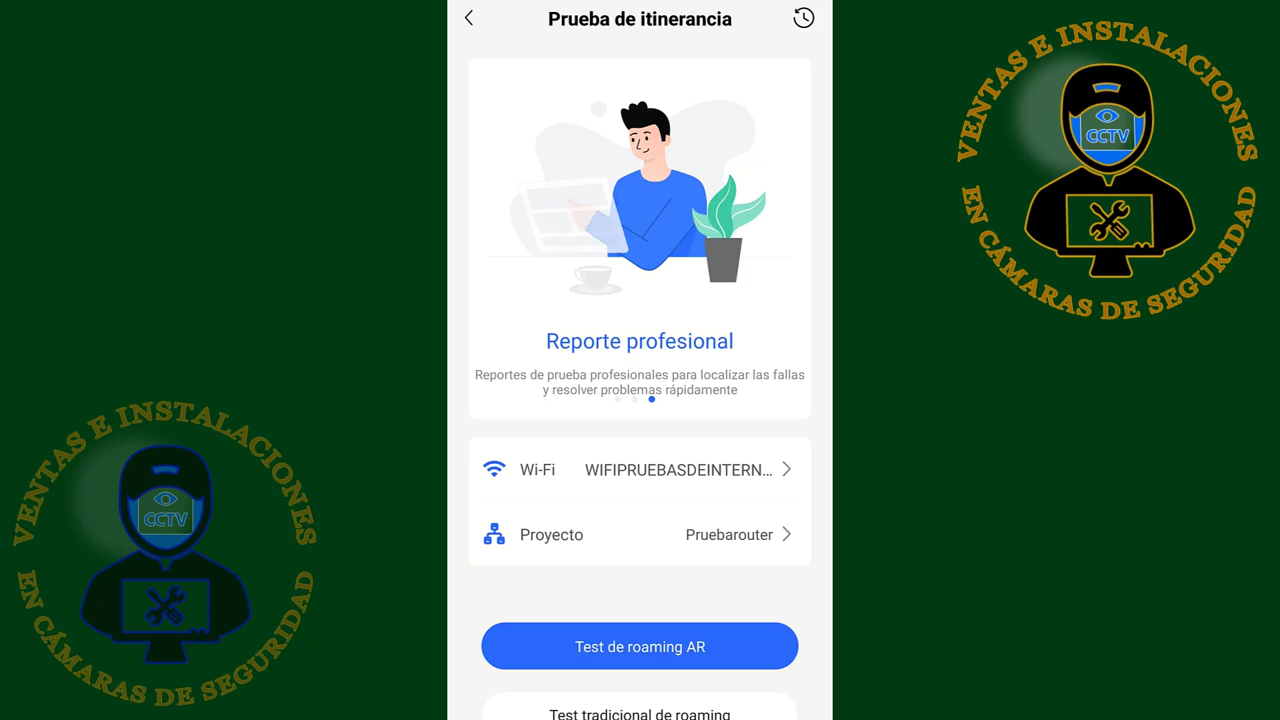 Prueba de itinerancia
Reporte profesional
Reportes de prueba profesionales para localizar las fallas
y resolver problemas rápidamente
Wi-Fi WIFIPRUEBASDEINTERN...
Proyecto Pruebarouter
Test de roaming AR
Test tradicional de roaming
VENTAS E INSTALACIONES
CCTV
EN CÁMARAS DE SEGURIDAD
VENTAS E INSTALACIONES
CCTV
EN CÁMARAS DE SEGURIDAD